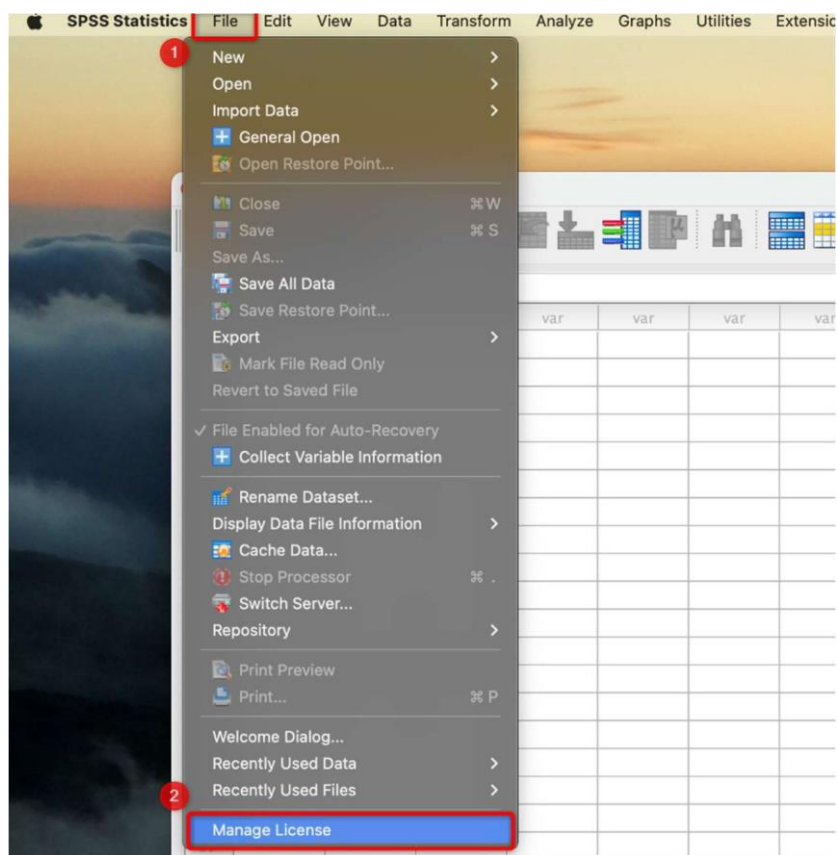 SPSS Statistics File Edit View Data Transform Analyze Graphs Utilities Extensio
1
New
Open
Import Data
General Open
Open Restore Point...
Close ⌘W
Save ⌘ S
Save As...
Save All Data
Save Restore Point...
var var var var
Export
Mark File Read Only
Revert to Saved File
✓ File Enabled for Auto-Recovery
Collect Variable Information
Rename Dataset...
Display Data File Information
Cache Data...
Stop Processor ⌘ .
Switch Server...
Repository
Print Preview
Print... ⌘ P
Welcome Dialog...
Recently Used Data
Recently Used Files
2
Manage License